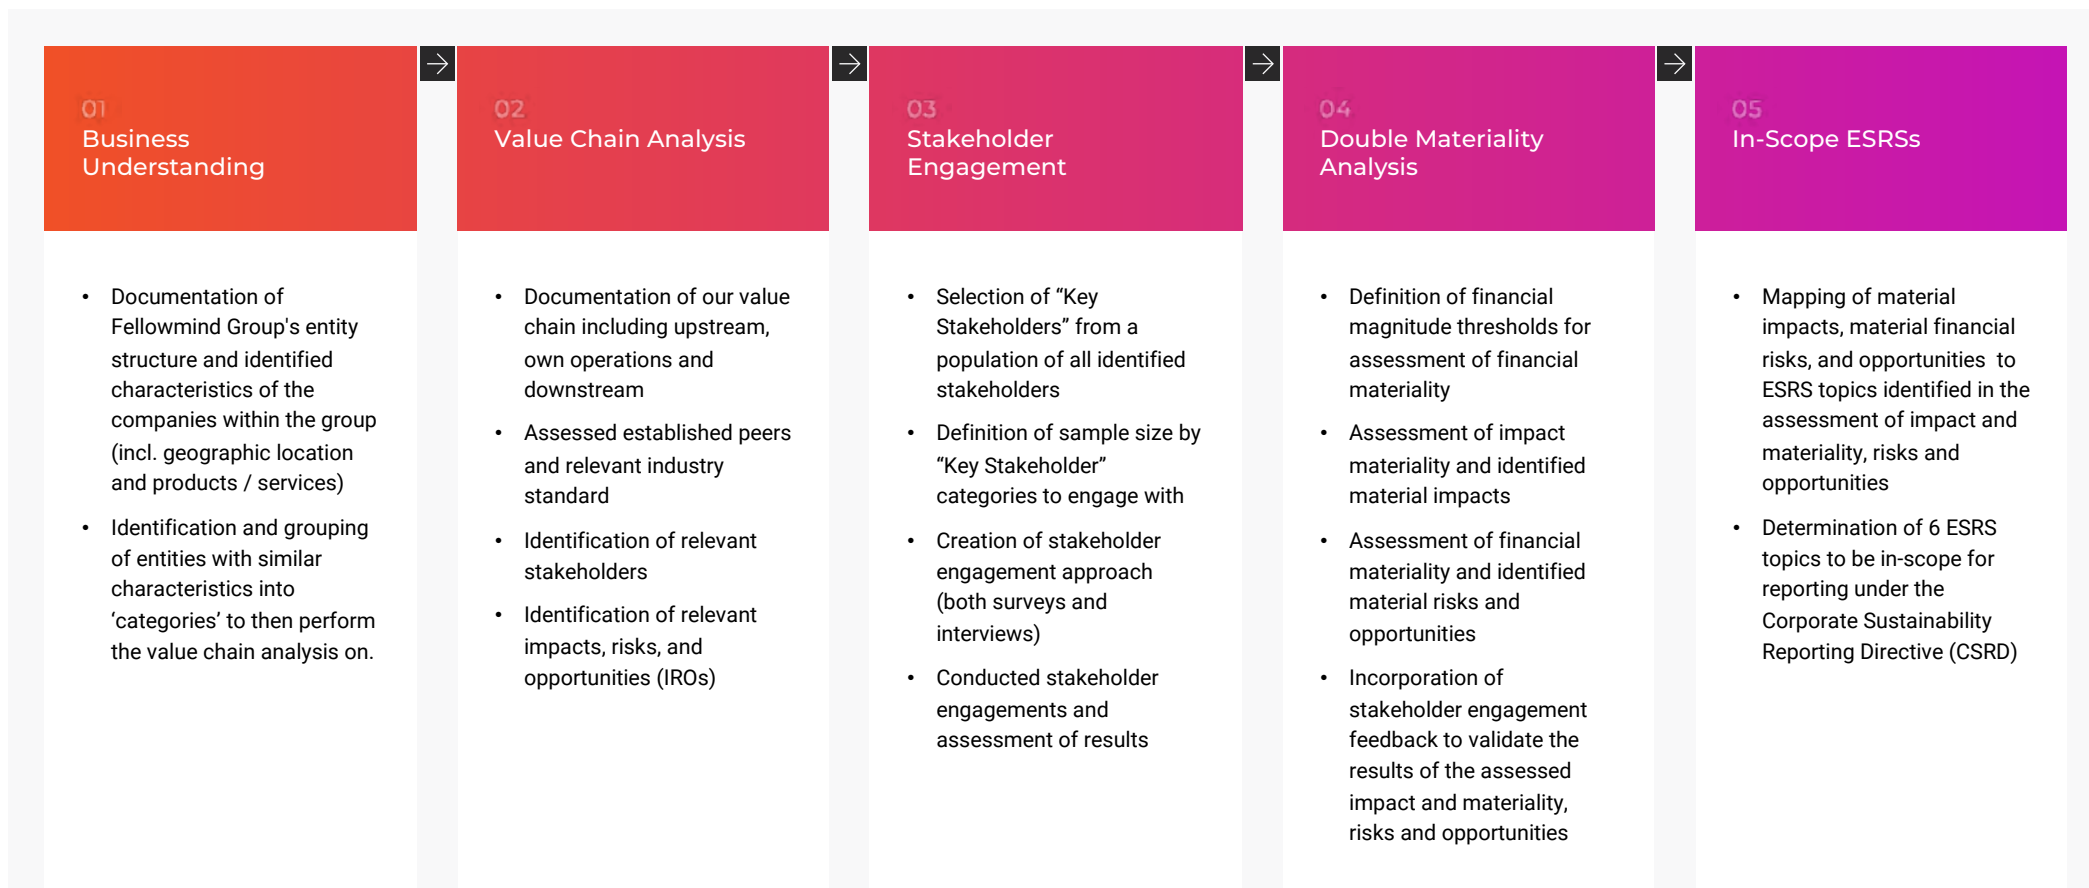 01
Business
Understanding
• Documentation of
Fellowmind Group's entity
structure and identified
characteristics of the
companies within the group
(incl. geographic location
and products / services)
• Identification and grouping
of entities with similar
characteristics into
‘categories’ to then perform
the value chain analysis on.
02
Value Chain Analysis
• Documentation of our value
chain including upstream,
own operations and
downstream
• Assessed established peers
and relevant industry
standard
• Identification of relevant
stakeholders
• Identification of relevant
impacts, risks, and
opportunities (IROs)
03
Stakeholder
Engagement
• Selection of “Key
Stakeholders” from a
population of all identified
stakeholders
• Definition of sample size by
“Key Stakeholder”
categories to engage with
• Creation of stakeholder
engagement approach
(both surveys and
interviews)
• Conducted stakeholder
engagements and
assessment of results
04
Double Materiality
Analysis
• Definition of financial
magnitude thresholds for
assessment of financial
materiality
• Assessment of impact
materiality and identified
material impacts
• Assessment of financial
materiality and identified
material risks and
opportunities
• Incorporation of
stakeholder engagement
feedback to validate the
results of the assessed
impact and materiality,
risks and opportunities
05
In-Scope ESRSs
• Mapping of material
impacts, material financial
risks, and opportunities  to
ESRS topics identified in the
assessment of impact and
materiality, risks and
opportunities
• Determination of 6 ESRS
topics to be in-scope for
reporting under the
Corporate Sustainability
Reporting Directive (CSRD)